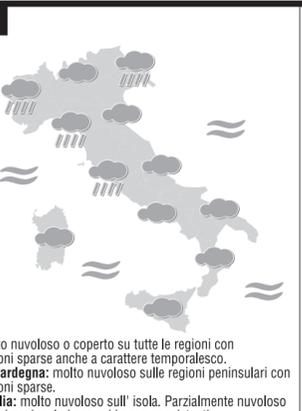 to nuvoloso o coperto su tutte le regioni con
oni sparse anche a carattere temporalesco.
ardegna: molto nuvoloso sulle regioni peninsulari con
oni sparse.
lia: molto nuvoloso sull' isola. Parzialmente nuvoloso